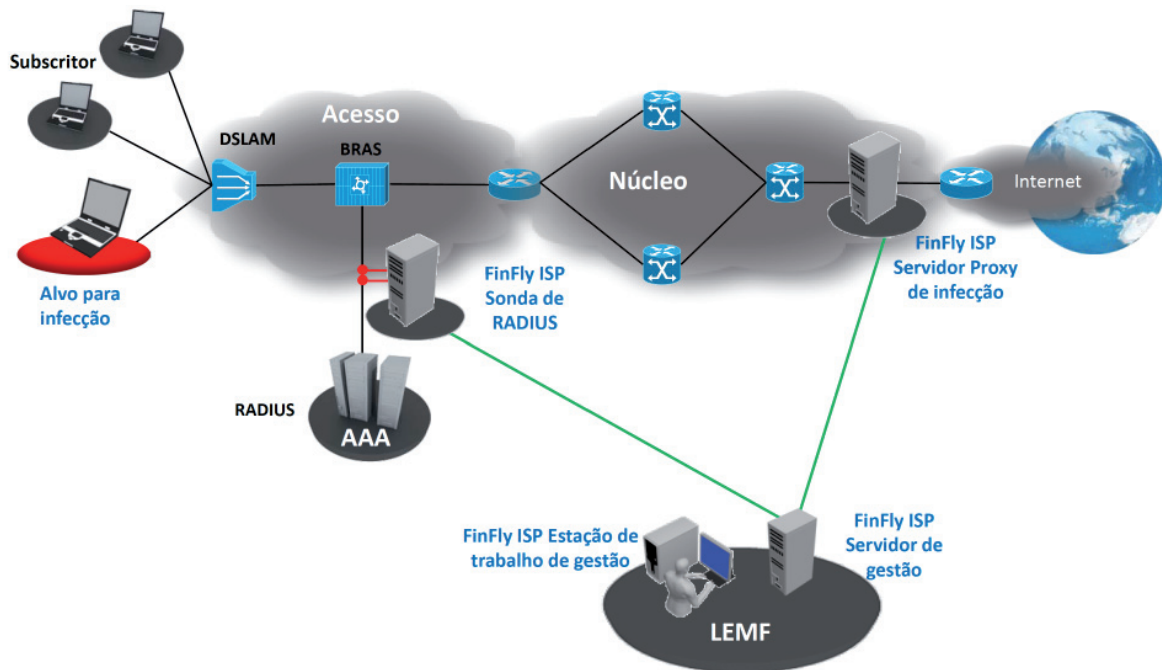 Subscritor
DSLAM
Acesso
BRAS
Núcleo
Internet
Alvo para
infecção
FinFly ISP
Sonda de
RADIUS
FinFly ISP
Servidor Proxy
de infecção
RADIUS
AAA
FinFly ISP Estação de
trabalho de gestão
FinFly ISP
Servidor de
gestão
LEMF